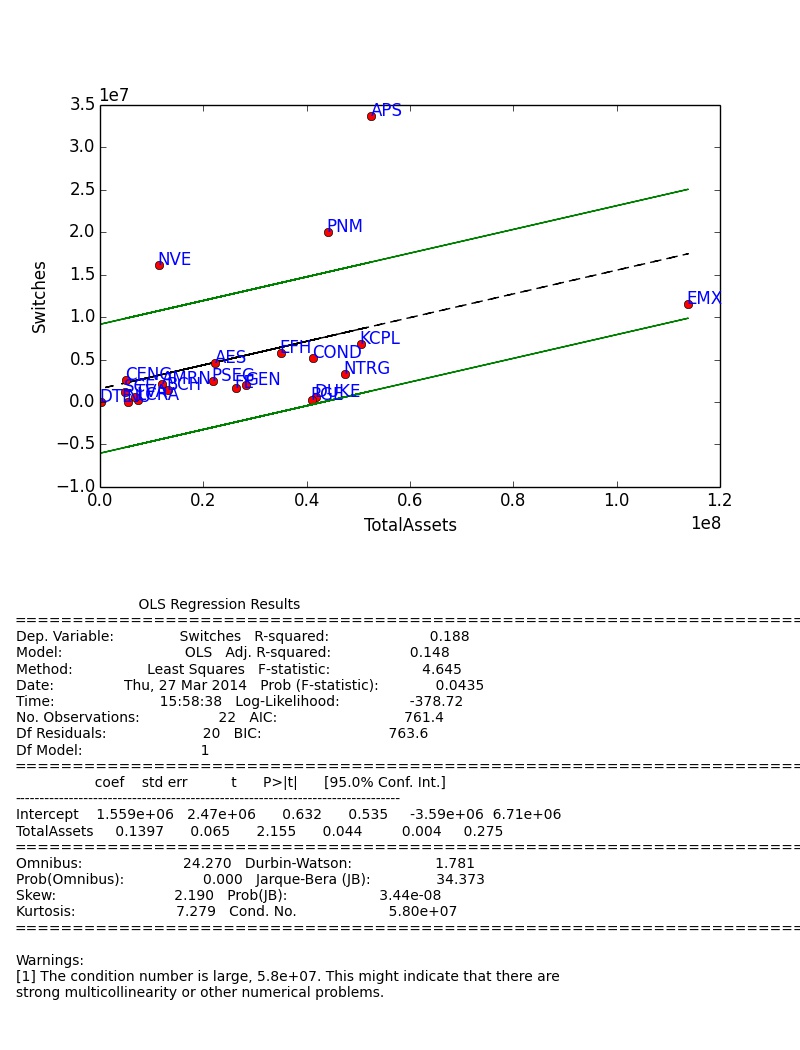 1e7
3.5
3.0
2.5
2.0
1.5
1.0
0.5
0.0
−0.5
−1.0
Switches
APS
PNM
NVE
EMX
KCPL
EFH
COND
AES
NTRG
PSEG
CENG
EGEN
DUKE
PGE
0.0 0.2 0.4 0.6 0.8 1.0 1.2
1e8
TotalAssets
OLS Regression Results
==============================================================================
Dep. Variable: Switches R-squared: 0.188
Model: OLS Adj. R-squared: 0.148
Method: Least Squares F-statistic: 4.645
Date: Thu, 27 Mar 2014 Prob (F-statistic): 0.0435
Time: 15:58:38 Log-Likelihood: -378.72
No. Observations: 22 AIC: 761.4
Df Residuals: 20 BIC: 763.6
Df Model: 1
==============================================================================
coef std err t P>|t| [95.0% Conf. Int.]
------------------------------------------------------------------------------
Intercept 1.559e+06 2.47e+06 0.632 0.535 -3.59e+06 6.71e+06
TotalAssets 0.1397 0.065 2.155 0.044 0.004 0.275
==============================================================================
Omnibus: 24.270 Durbin-Watson: 1.781
Prob(Omnibus): 0.000 Jarque-Bera (JB): 34.373
Skew: 2.190 Prob(JB): 3.44e-08
Kurtosis: 7.279 Cond. No. 5.80e+07
==============================================================================
Warnings:
[1] The condition number is large, 5.8e+07. This might indicate that there are
strong multicollinearity or other numerical problems.